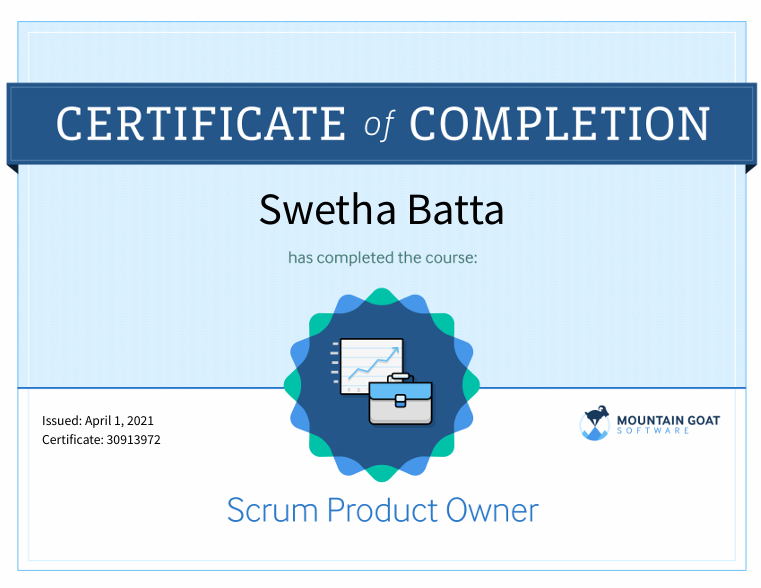 CERTIFICATE of COMPLETION
Swetha Batta
has completed the course:
Issued: April 1, 2021
Certificate: 30913972
MOUNTAIN GOAT
SOFTWARE
Scrum Product Owner